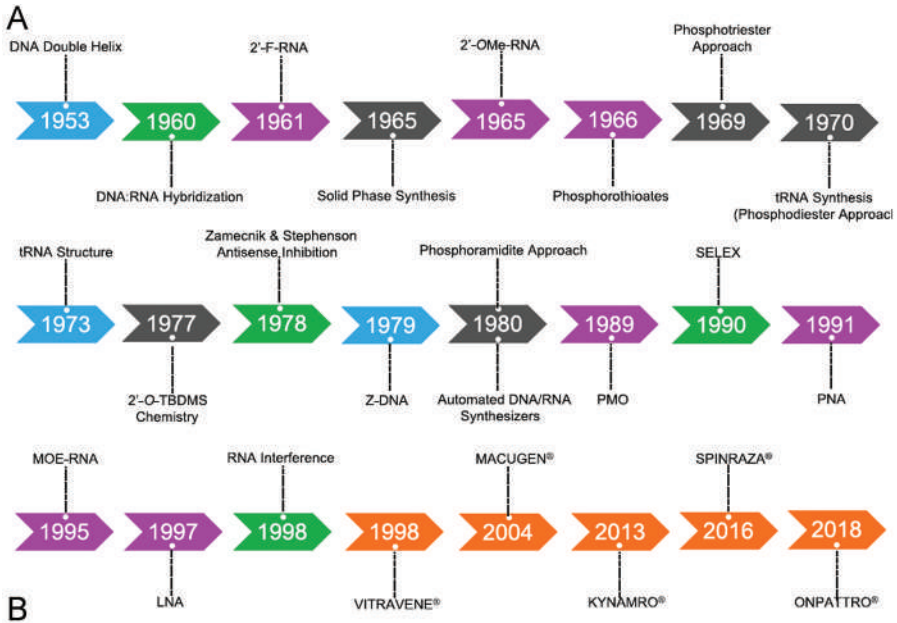 A
DNA Double Helix
2'-F-RNA
2'-OMe-RNA
Phosphotriester
Approach
1953
1960
1961
1965
1965
1966
1969
1970
DNA:RNA Hybridization
Solid Phase Synthesis
Phosphorothioates
tRNA Synthesis
(Phosphodiester Approach
tRNA Structure
Zamecnik & Stephenson
Antisense Inhibition
Phosphoramidite Approach
SELEX
1973
1977
1978
1979
1980
1989
1990
1991
2'-O-TBDMS
Chemistry
Z-DNA
Automated DNA/RNA
Synthesizers
PMO
PNA
MOE-RNA
RNA Interference
MACUGEN®
SPINRAZA®
1995
1997
1998
1998
2004
2013
2016
2018
LNA
VITRAVENE®
KYNAMRO®
ONPATTRO®
B